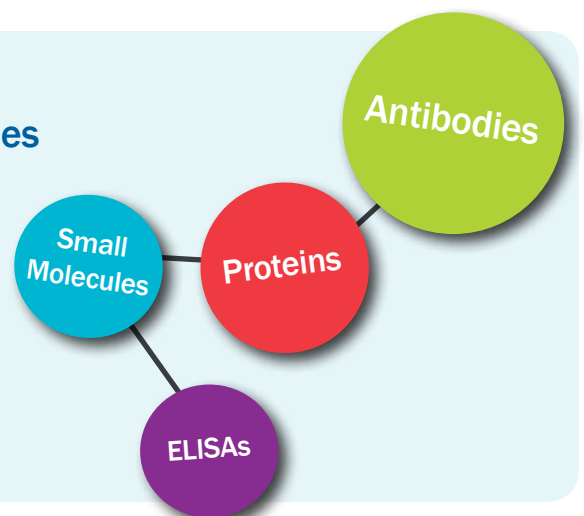 es
Antibodies
Small
Molecules
Proteins
ELISAs